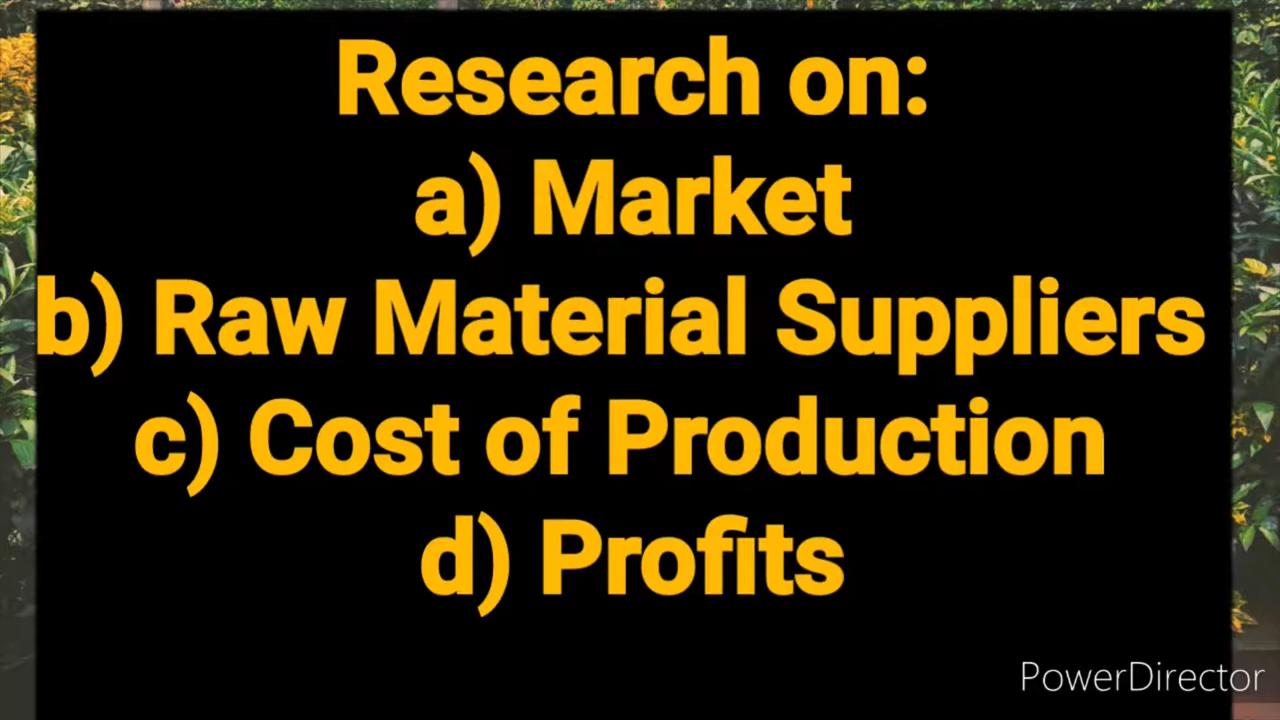 Research on:
a) Market
b) Raw Material Suppliers
c) Cost of Production
d) Profits
PowerDirector